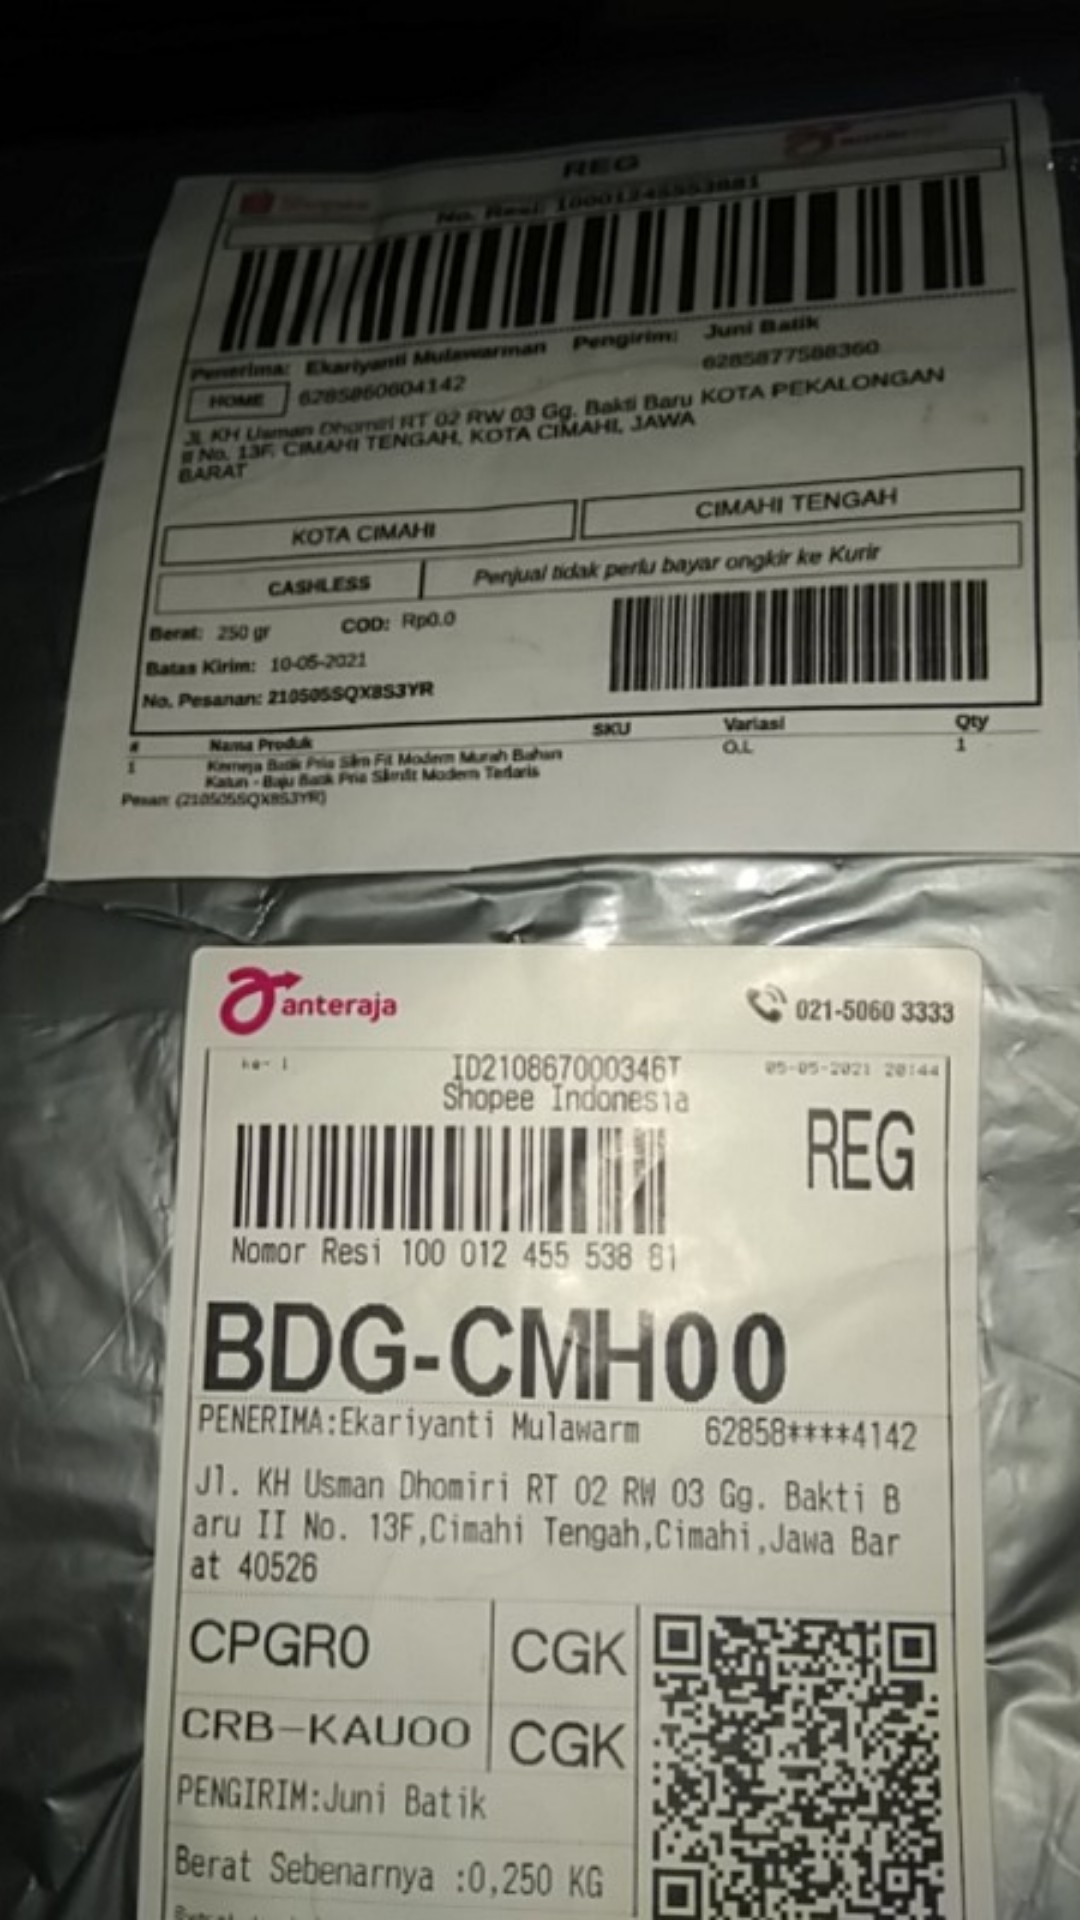 REG
Shopee
No. Resi: 10001245553881
Penerima: Ekariyanti Mulawarman Pengirim: Juni Batik
HOME 6285860604142 6285877588360
Jl. KH Usman Dhomiri RT 02 RW 03 Gg. Bakti Baru KOTA PEKALONGAN
II No. 13F, CIMAHI TENGAH, KOTA CIMAHI, JAWA
BARAT
KOTA CIMAHI CIMAHI TENGAH
CASHLESS Penjual tidak perlu bayar ongkir ke Kurir
Berat: 250 gr COD: Rp0.0
Batas Kirim: 10-05-2021
No. Pesanan: 210505SQX8S3YR
# Nama Produk SKU Variasi Qty
1 Kemeja Batik Pria Slim Fit Modern Murah Bahan O,L 1
Katun - Baju Batik Pria Slimfit Modern Terlaris
Pesan: (210505SQX8S3YR)
anteraja 021-5060 3333
ke- 1 ID210867000346T 05-05-2021 20:44
Shopee Indonesia
REG
Nomor Resi 100 012 455 538 81
BDG-CMH00
PENERIMA:Ekariyanti Mulawarm 62858****4142
Jl. KH Usman Dhomiri RT 02 RW 03 Gg. Bakti B
aru II No. 13F,Cimahi Tengah,Cimahi,Jawa Bar
at 40526
CPGR0 CGK
CRB-KAU00 CGK
PENGIRIM:Juni Batik
Berat Sebenarnya :0,250 KG